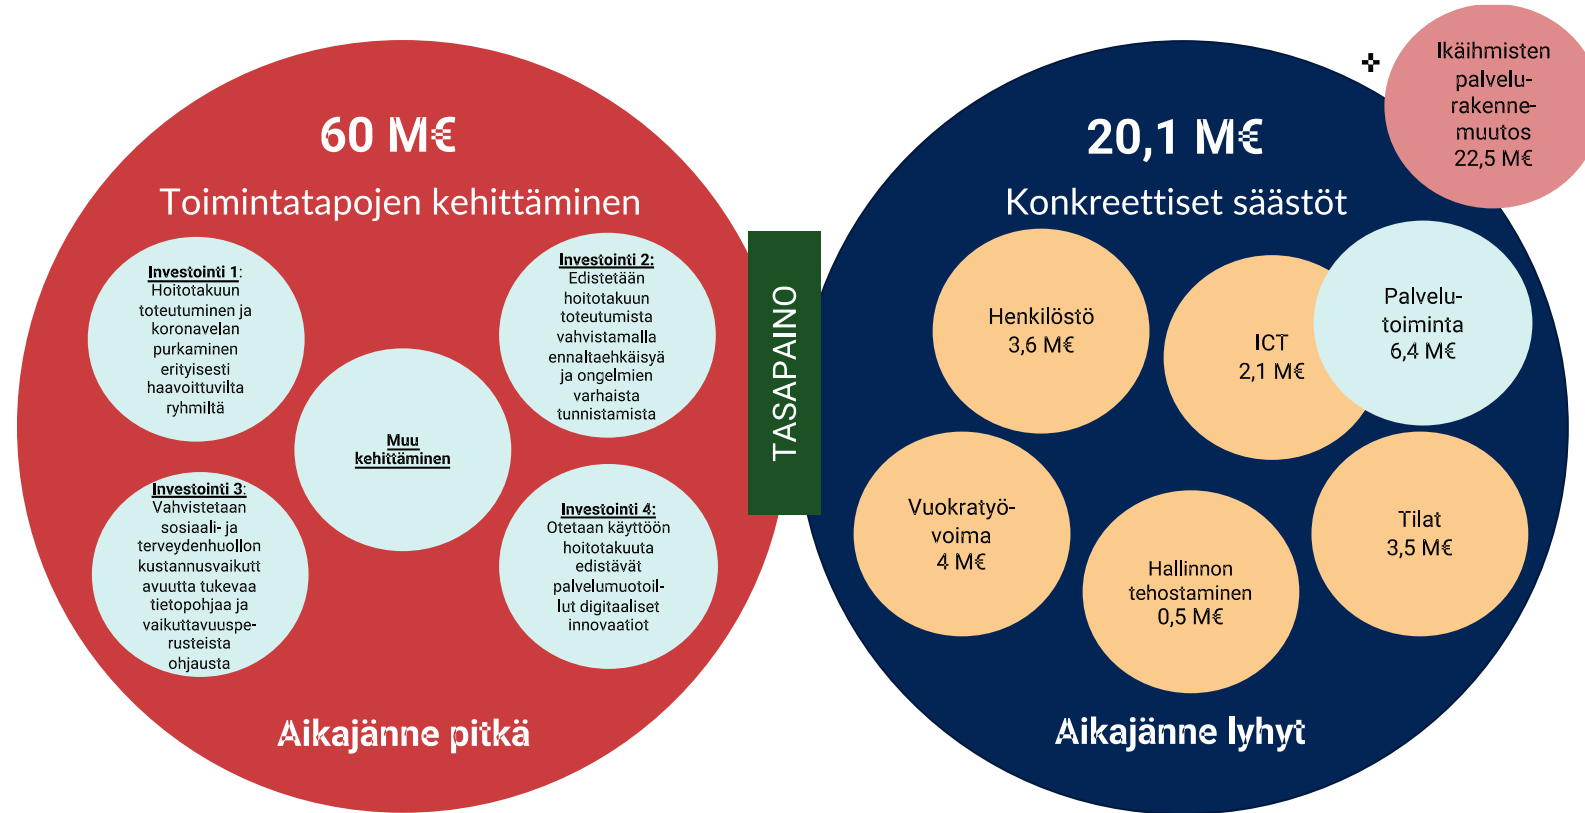 60 M€
Toimintatapojen kehittäminen
Investointi 1:
Hoitotakuun
toteutuminen ja
koronavelan
purkaminen
erityisesti
haavoittuvilta
ryhmiltä
Investointi 2:
Edistetään
hoitotakuun
toteutumista
vahvistamalla
ennaltaehkäisyä
ja ongelmien
varhaista
tunnistamista
Muu
kehittäminen
Investointi 3:
Vahvistetaan
sosiaali- ja
terveydenhuollon
kustannusvaikutt
avuutta tukevaa
tietopohjaa ja
vaikuttavuuspe-
rusteista
ohjausta
Investointi 4:
Otetaan käyttöön
hoitotakuuta
edistävät
palvelumuotoil-
lut digitaaliset
innovaatiot
Aikajänne pitkä
TASAPAINO
20,1 M€
Konkreettiset säästöt
+
Ikäihmisten
palvelu-
rakenne-
muutos
22,5 M€
Henkilöstö
3,6 M€
ICT
2,1 M€
Palvelu-
toiminta
6,4 M€
Vuokratyö-
voima
4 M€
Hallinnon
tehostaminen
0,5 M€
Tilat
3,5 M€
Aikajänne lyhyt